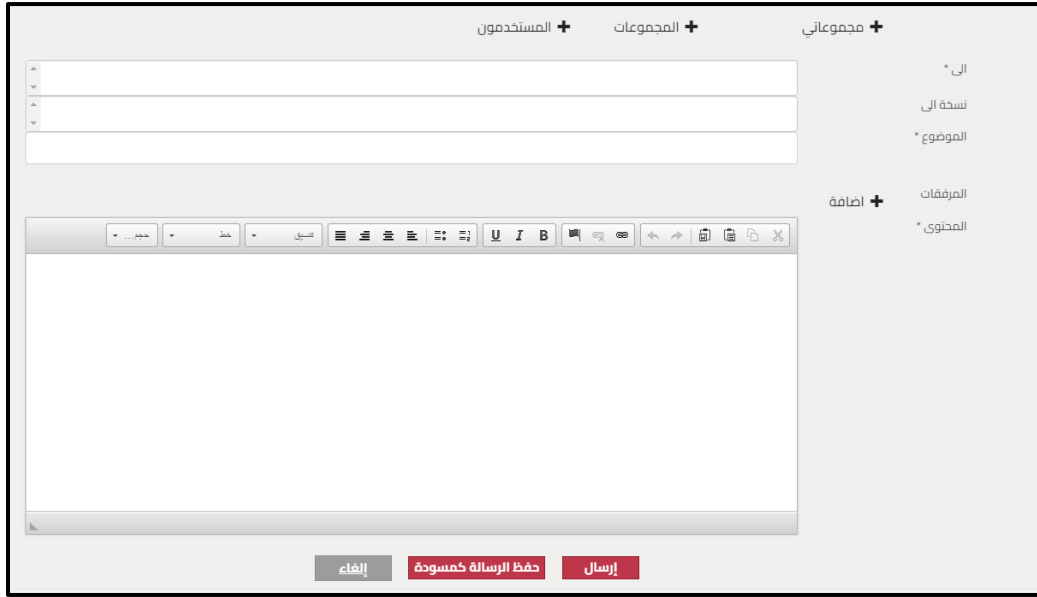 مجموعاتي المجموعات المستخدمون
الى *
نسخة الى
الموضوع *
المرفقات
اضافة
المحتوى *
B I U تنسيق خط حجم ...
إرسال حفظ الرسالة كمسودة إلغاء